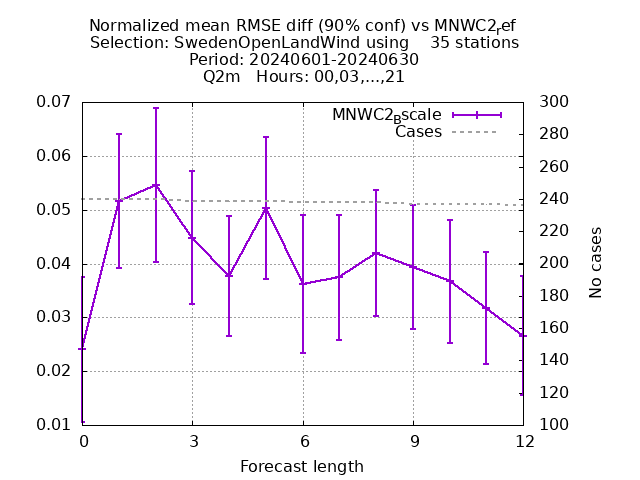 Normalized mean RMSE diff (90% conf) vs MNWC2ref
Selection: SwedenOpenLandWind using 35 stations
Period: 20240601-20240630
Q2m Hours: 00,03,...,21
MNWC2Bscale
Cases
0.07
0.06
0.05
0.04
0.03
0.02
0.01
300
280
260
240
220
200
180
160
140
120
100
No cases
0 3 6 9 12
Forecast length